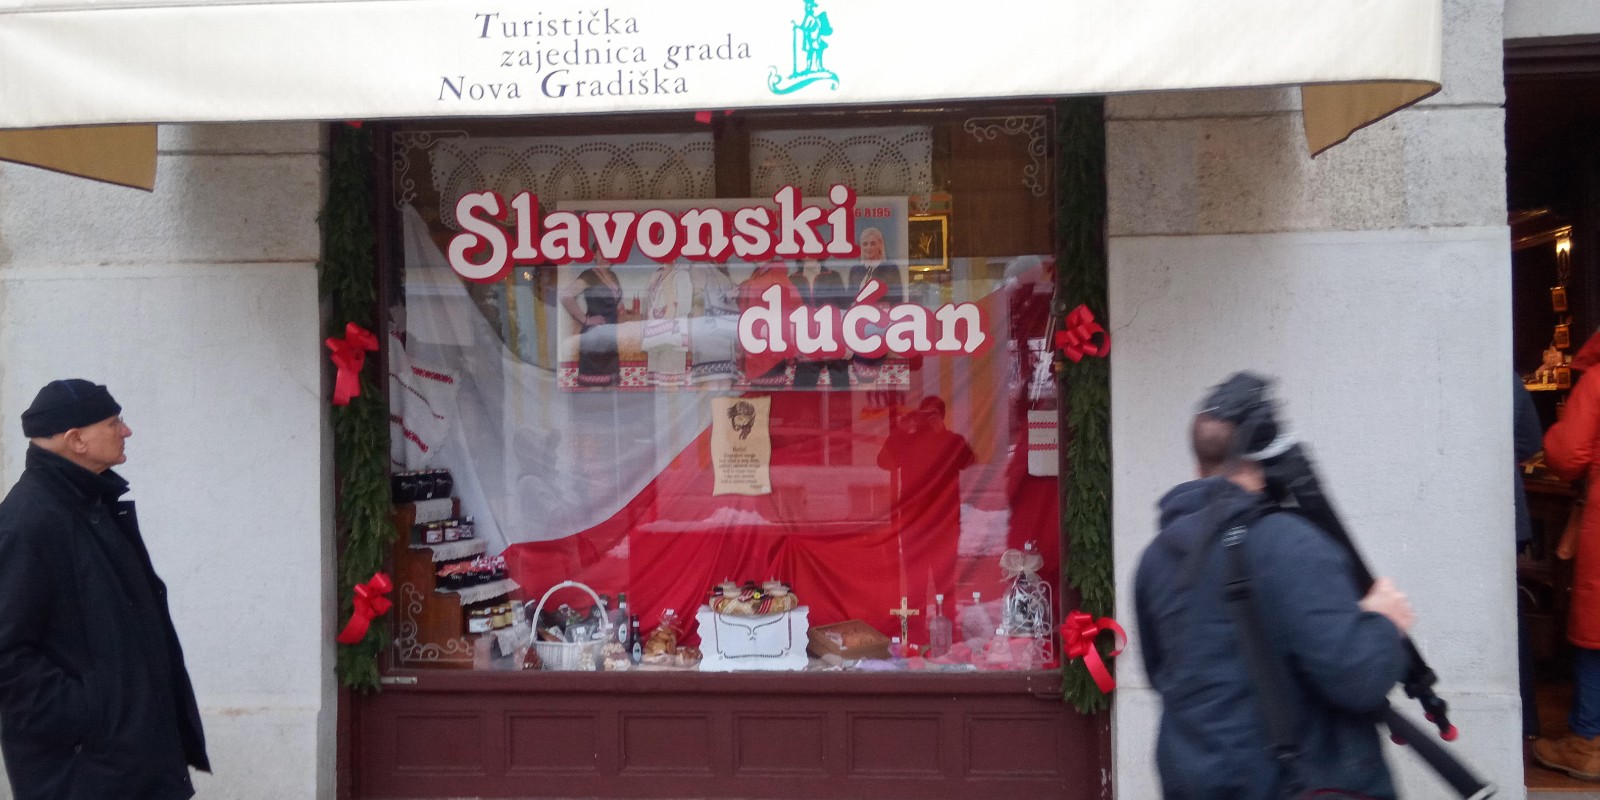 Turistička
zajednica grada
Nova Gradiška
Slavonski
dućan